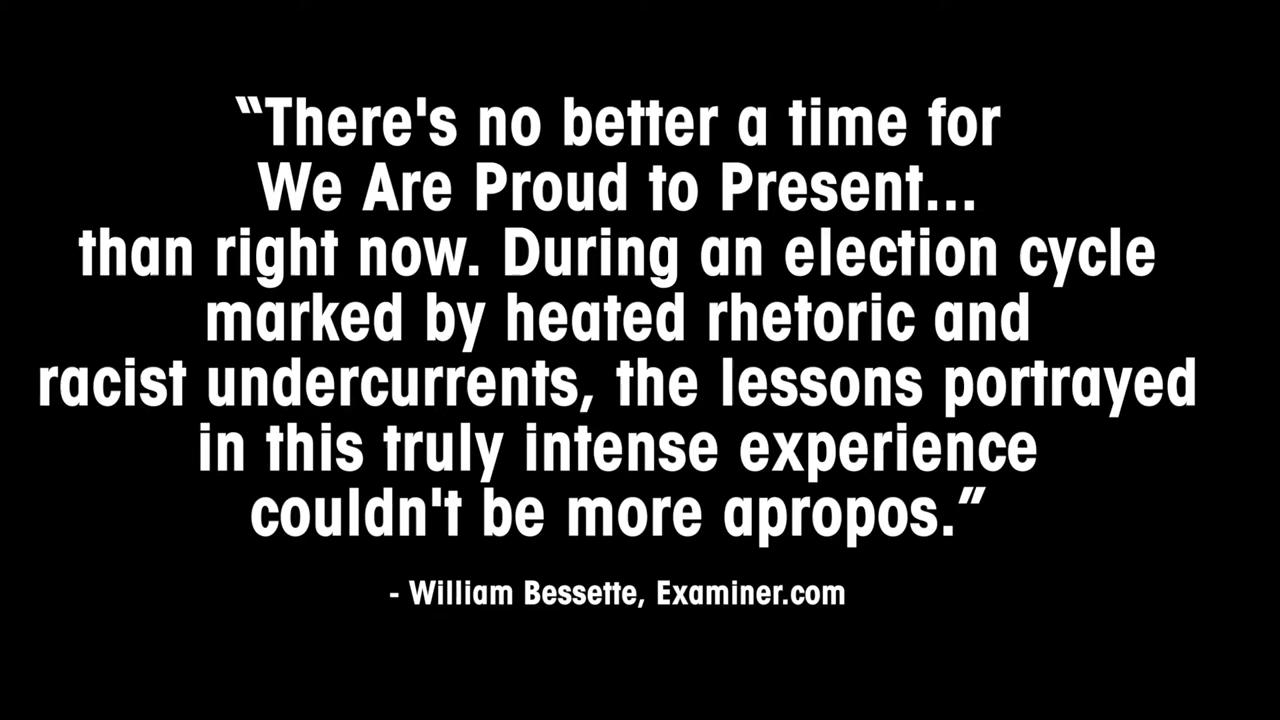 “There's no better a time for
We Are Proud to Present...
than right now. During an election cycle
marked by heated rhetoric and
racist undercurrents, the lessons portrayed
in this truly intense experience
couldn't be more apropos.”
- William Bessette, Examiner.com